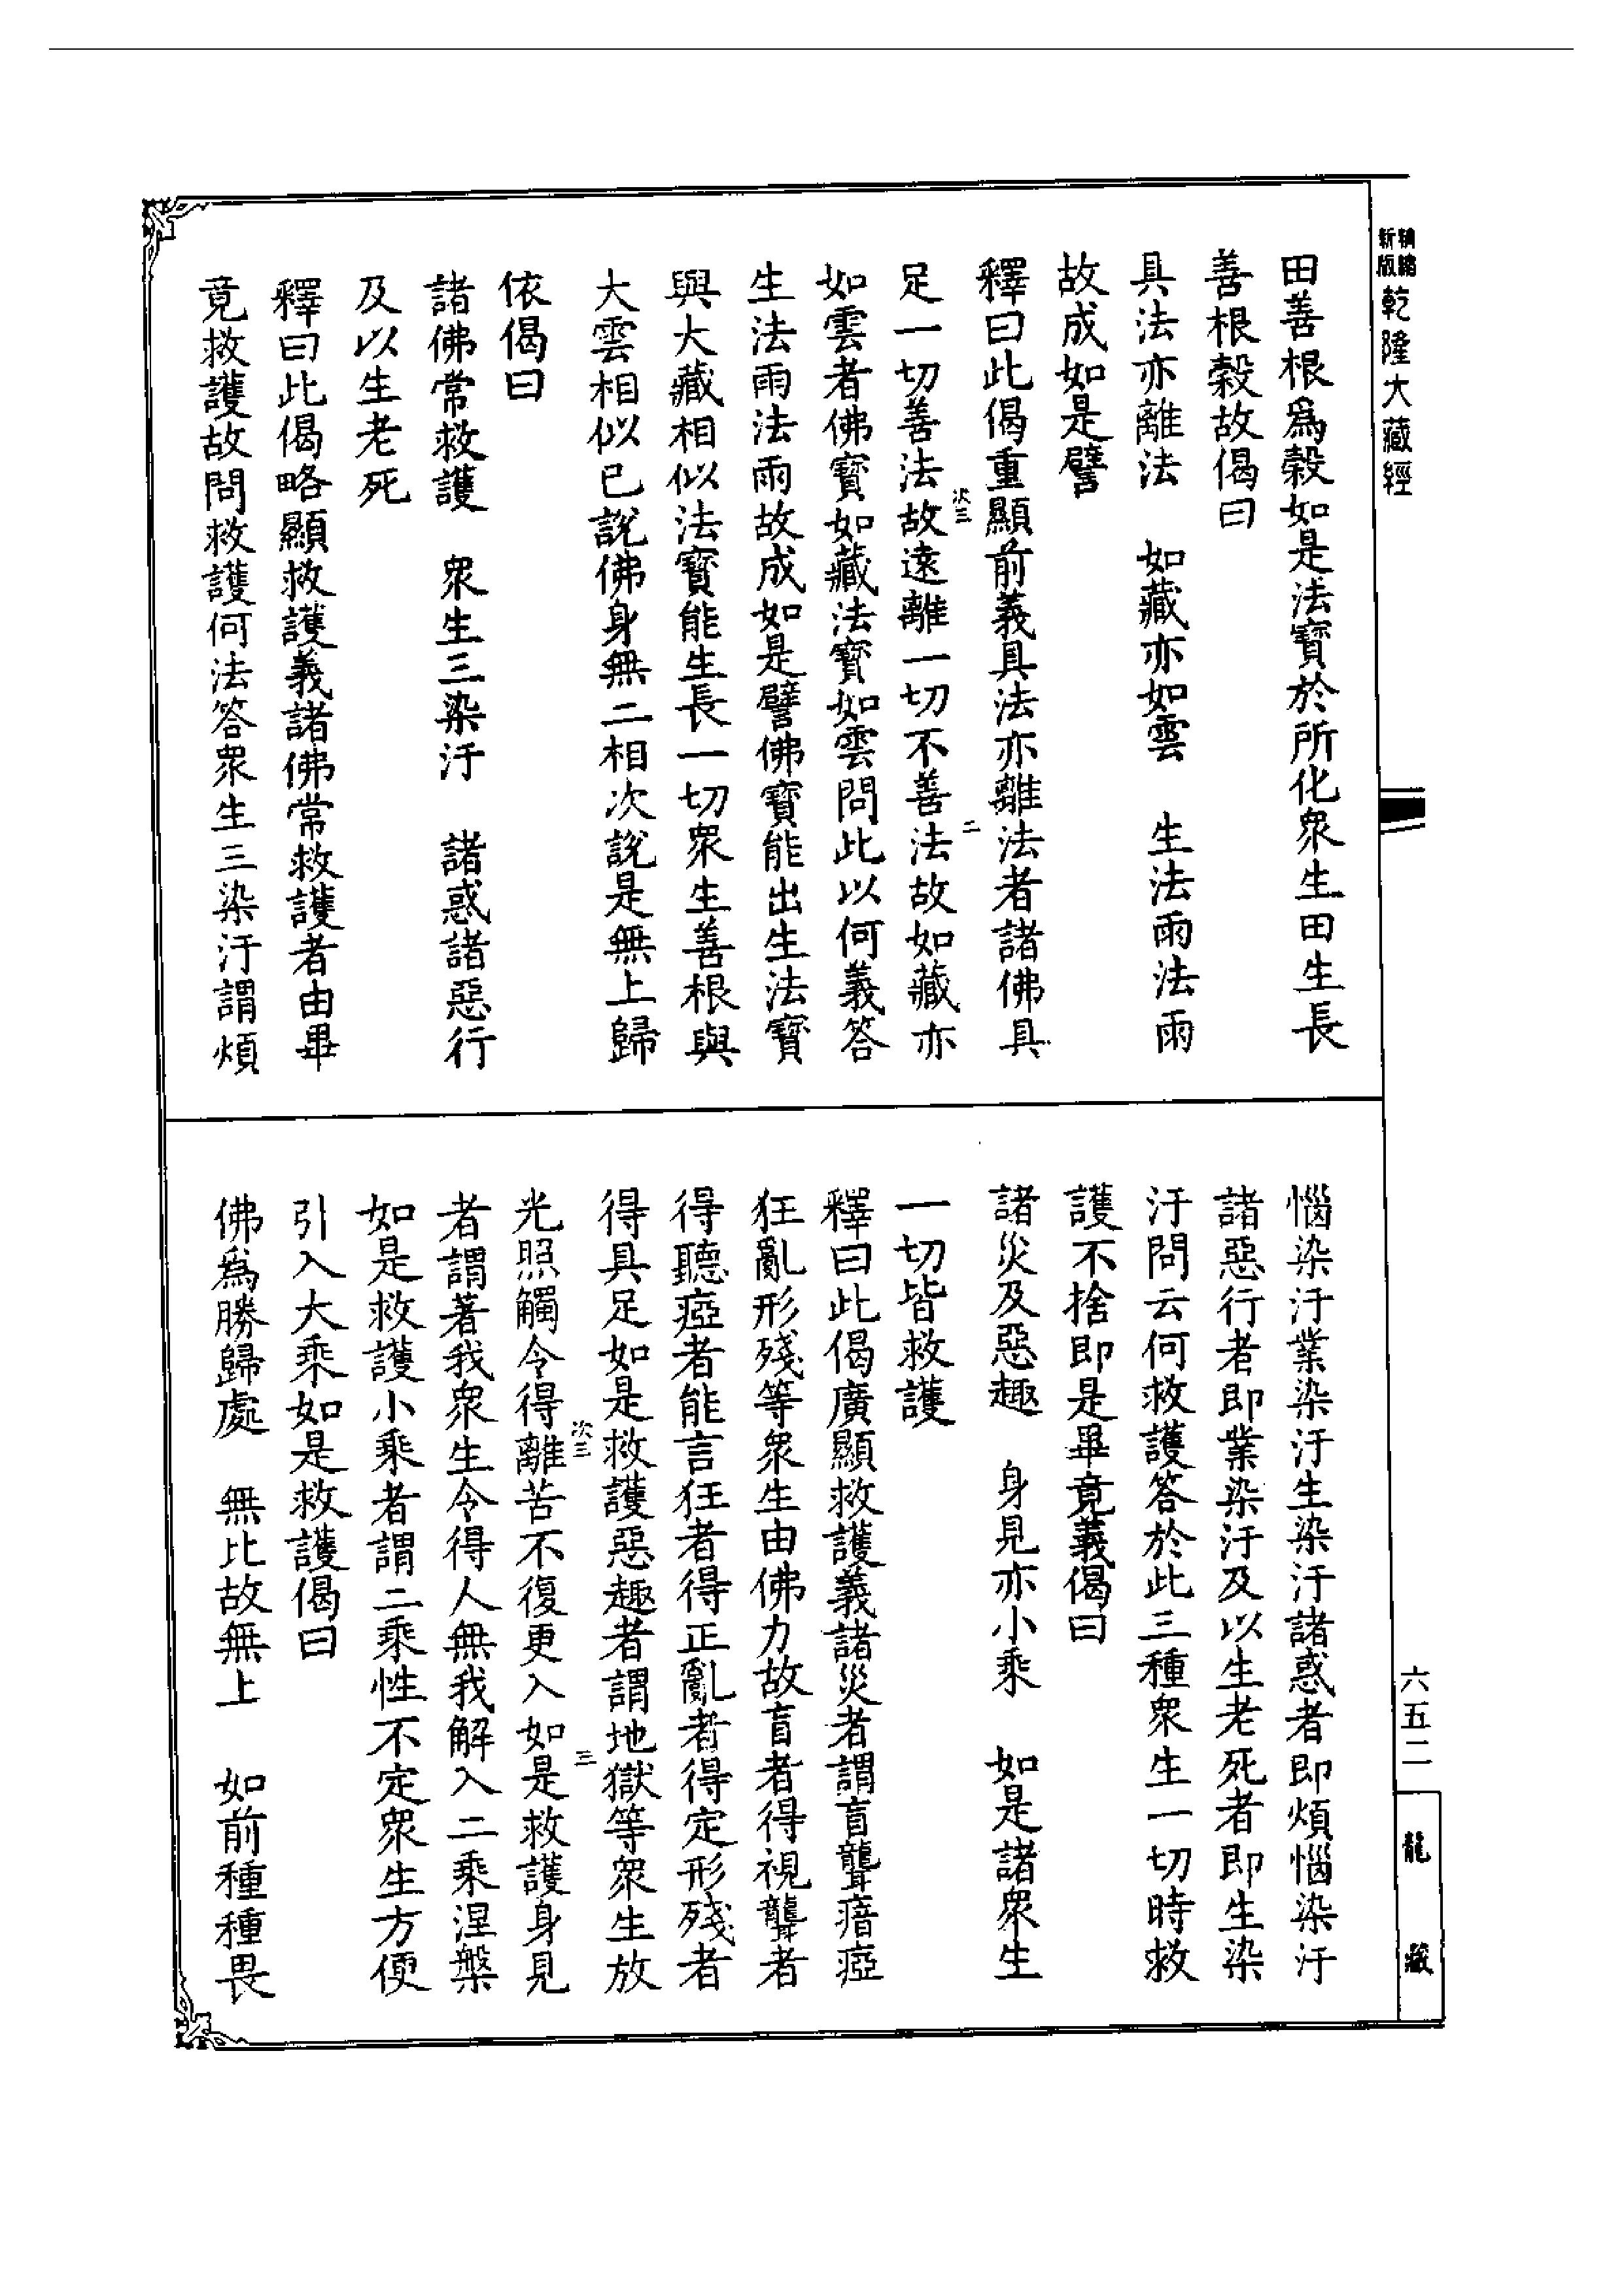 新版
精縮
乾隆大藏經
田善根爲穀如是法寶於所化衆生田生長
善根穀故偈曰
具法亦離法　如藏亦如雲　生法雨法雨
故成如是譬
釋曰此偈重顯前義具法亦離法者諸佛具
次三
二
足一切善法故遠離一切不善法故如藏亦
如雲者佛寶如藏法寶如雲問此以何義答
生法雨法雨故成如是譬佛寶能出生法寶
與大藏相似法寶能生長一切衆生善根與
大雲相似已說佛身無二相次說是無上歸
依偈曰
諸佛常救護　衆生三染汙　諸惑諸惡行
及以生老死
釋曰此偈略顯救護義諸佛常救護者由畢
竟救護故問救護何法答衆生三染汙謂煩
惱染汙業染汙生染汙諸惑者即煩惱染汙
諸惡行者即業染汙及以生老死者即生染
汙問云何救護答於此三種衆生一切時救
護不捨即是畢竟義偈曰
諸災及惡趣　身見亦小乘　如是諸衆生
一切皆救護
釋曰此偈廣顯救護義諸災者謂盲聾瘖瘂
狂亂形殘等衆生由佛力故盲者得視聾者
得聽瘂者能言狂者得正亂者得定形殘者
得具足如是救護惡趣者謂地獄等衆生放
次三
三
光照觸令得離苦不復更入如是救護身見
者謂著我衆生令得人無我解入二乘涅槃
如是救護小乘者謂二乘性不定衆生方便
引入大乘如是救護偈曰
佛爲勝歸處　無比故無上　如前種種畏
六五二
龍藏